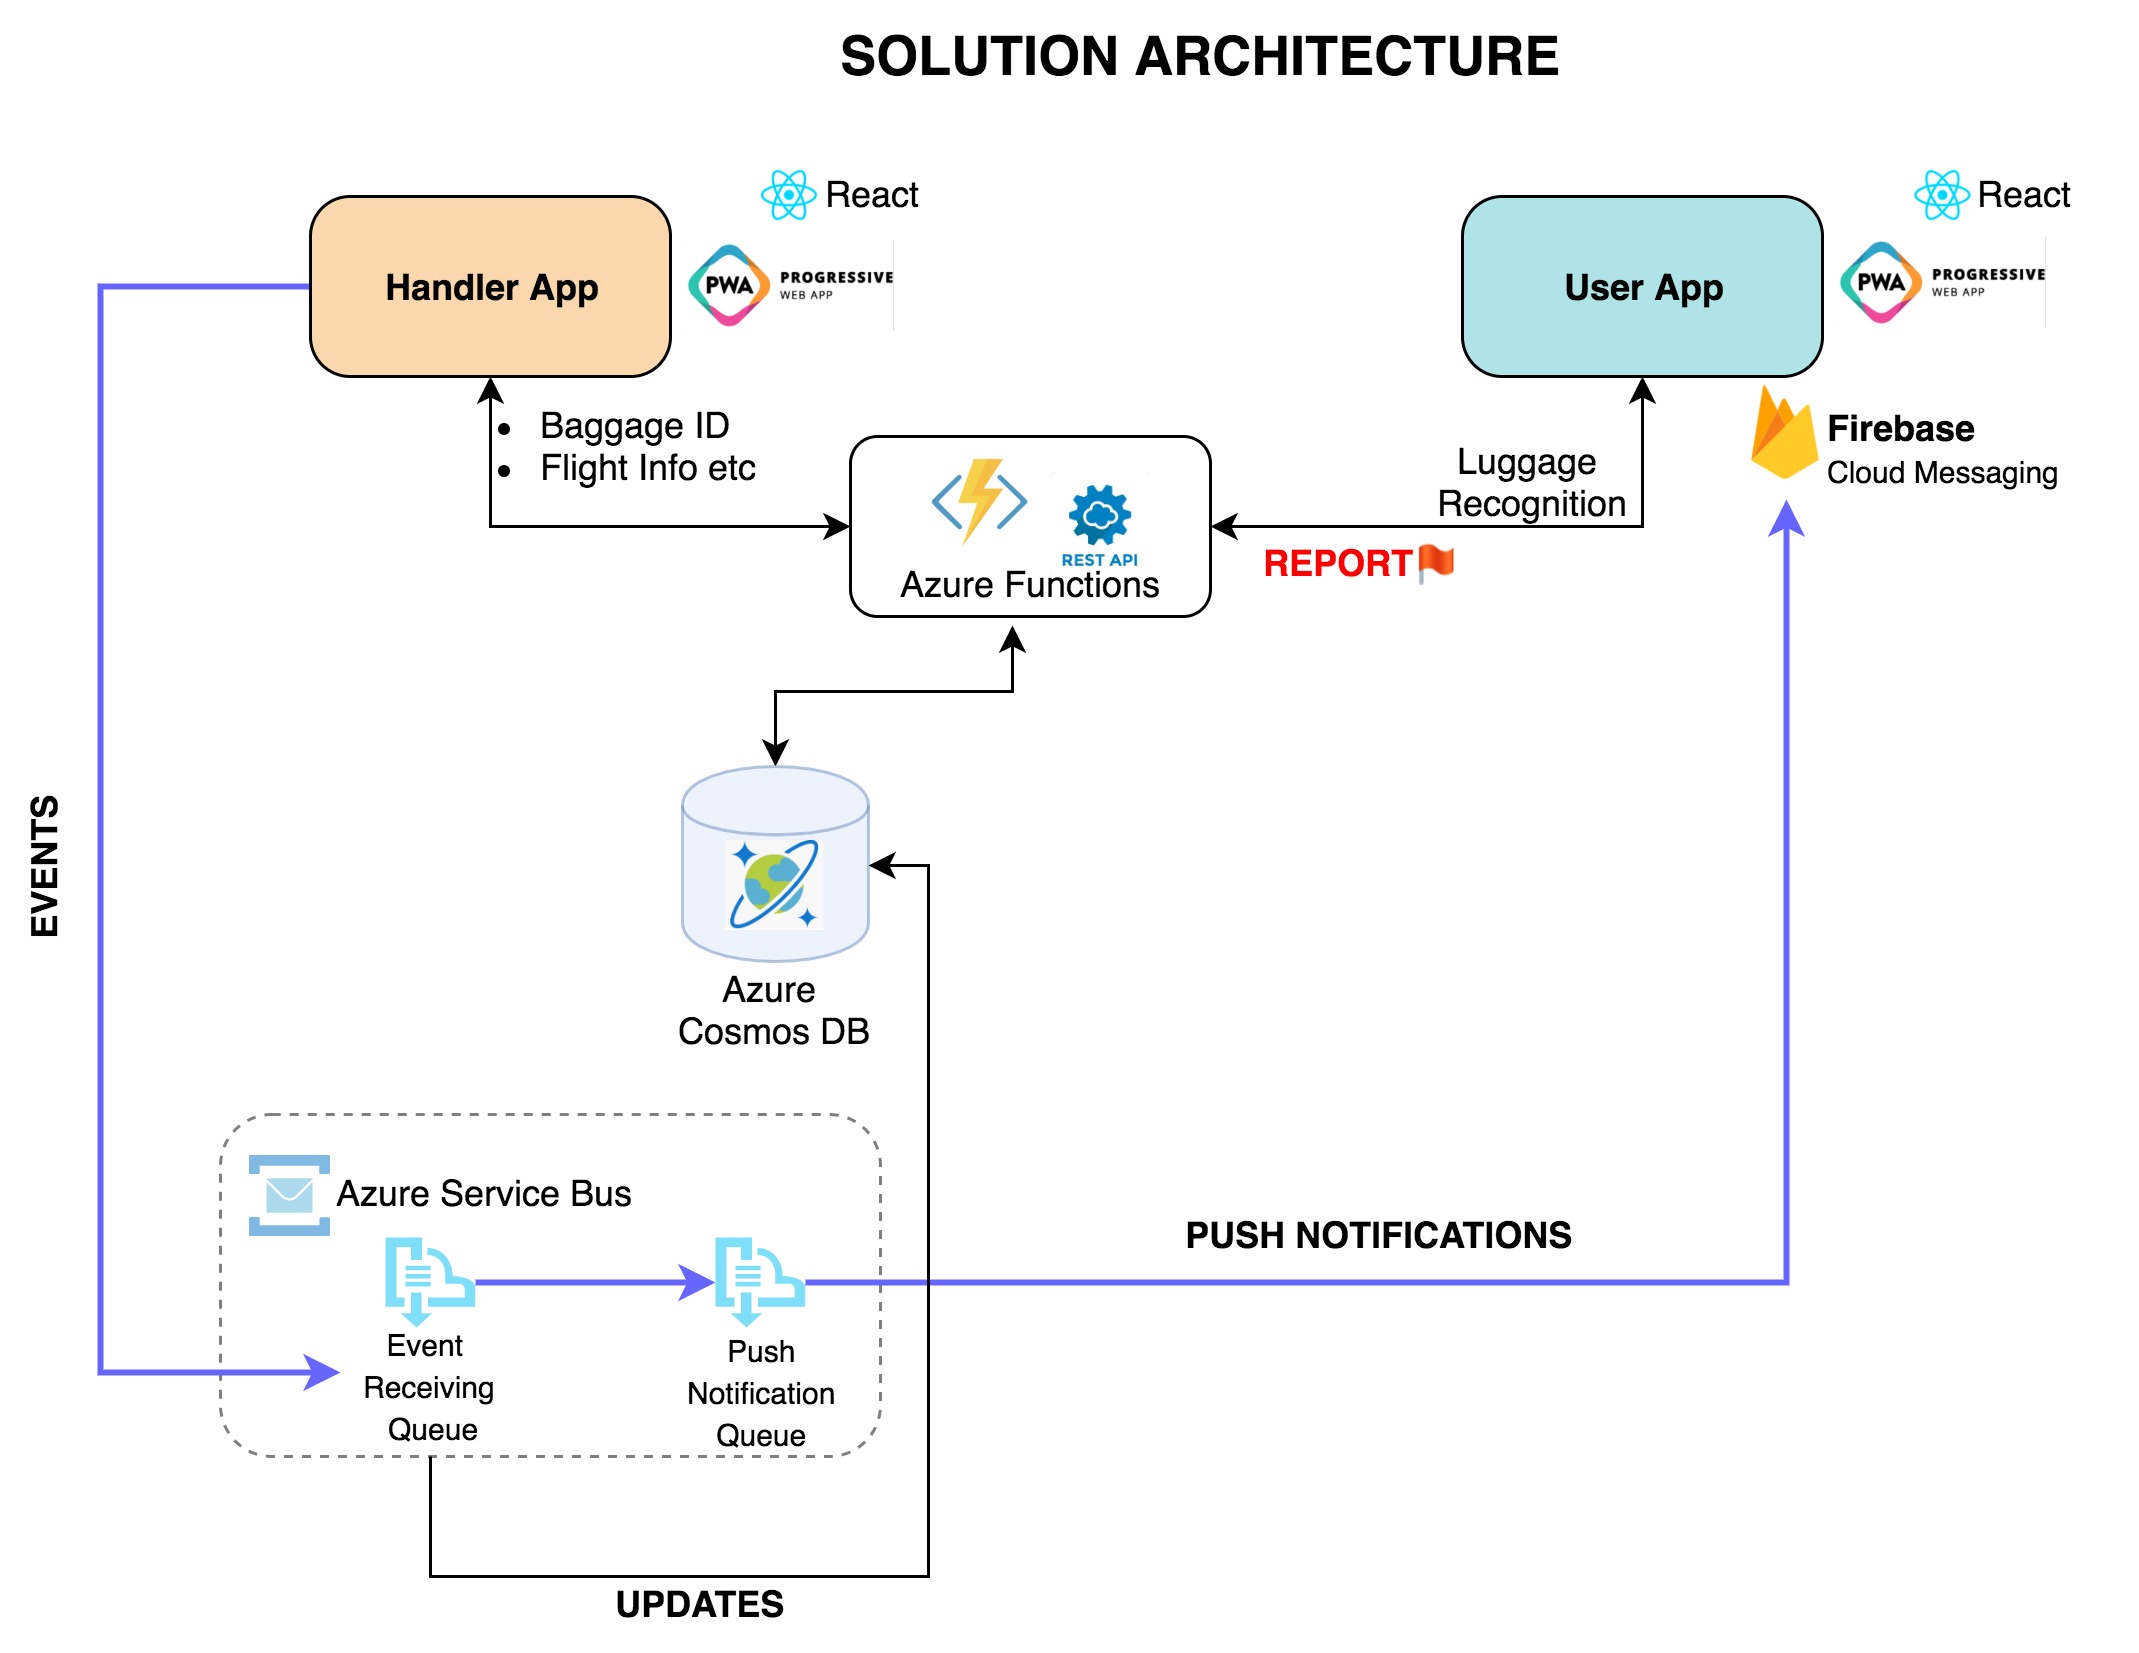 SOLUTION ARCHITECTURE
React
PWA
PROGRESSIVE
WEB APP
Handler App
React
PWA
PROGRESSIVE
WEB APP
User App
Baggage ID
Flight Info etc
Firebase
Cloud Messaging
Luggage
Recognition
REST API
Azure Functions
REPORT
EVENTS
Azure
Cosmos DB
Azure Service Bus
PUSH NOTIFICATIONS
Event
Receiving
Queue
Push
Notification
Queue
UPDATES